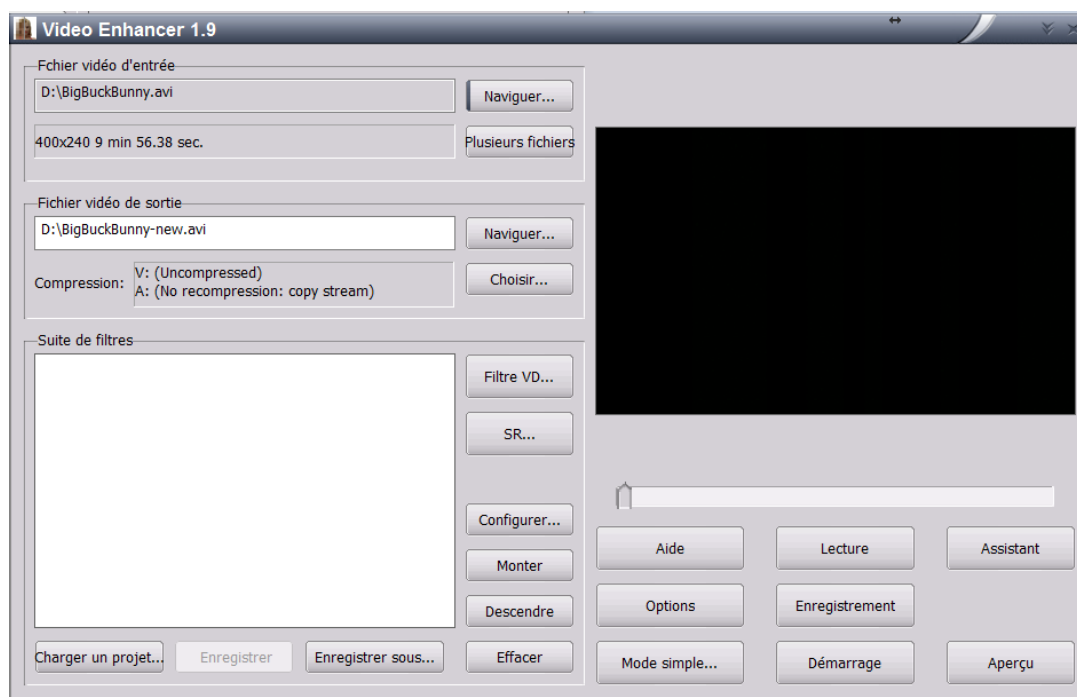 Video Enhancer 1.9
Fchier vidéo d'entrée
D:\BigBuckBunny.avi
Naviguer...
400x240 9 min 56.38 sec.
Plusieurs fichiers
Fichier vidéo de sortie
D:\BigBuckBunny-new.avi
Naviguer...
Compression:
V: (Uncompressed)
A: (No recompression: copy stream)
Choisir...
Suite de filtres
Filtre VD...
SR...
Configurer...
Monter
Descendre
Charger un projet...
Enregistrer
Enregistrer sous...
Effacer
Aide
Lecture
Assistant
Options
Enregistrement
Mode simple...
Démarrage
Aperçu